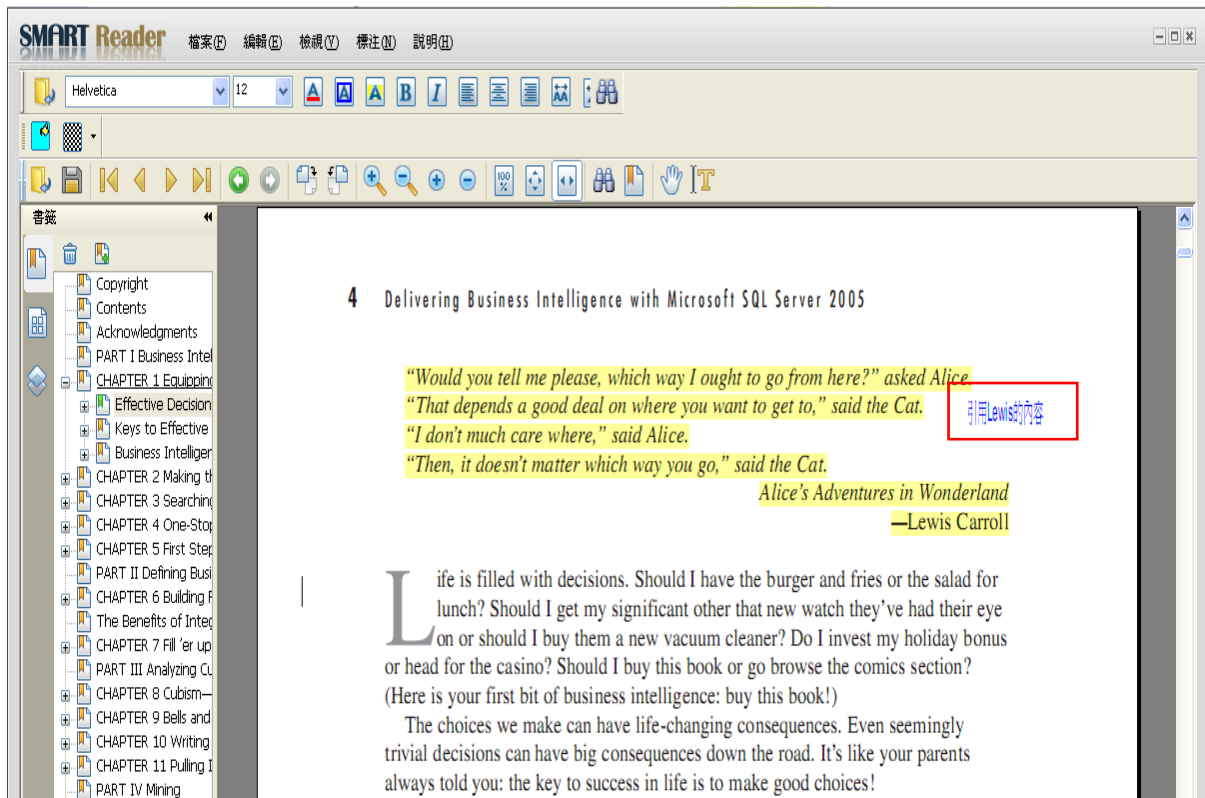 SMART Reader 檔案(F) 編輯(E) 檢視(V) 標注(N) 說明(H)
Helvetica 12 A A A B I AA
100 % T
書籤
Copyright
Contents
Acknowledgments
PART I Business Intel
CHAPTER 1 Equipping
Effective Decision
Keys to Effective
Business Intelligen
CHAPTER 2 Making th
CHAPTER 3 Searching
CHAPTER 4 One-Stop
CHAPTER 5 First Step
PART II Defining Busi
CHAPTER 6 Building F
The Benefits of Integ
CHAPTER 7 Fill 'er up
PART III Analyzing Cu
CHAPTER 8 Cubism—
CHAPTER 9 Bells and
CHAPTER 10 Writing
CHAPTER 11 Pulling I
PART IV Mining
4 Delivering Business Intelligence with Microsoft SQL Server 2005
“Would you tell me please, which way I ought to go from here?” asked Alice.
“That depends a good deal on where you want to get to,” said the Cat.
引用Lewis的內容
“I don’t much care where,” said Alice.
“Then, it doesn’t matter which way you go,” said the Cat.
Alice’s Adventures in Wonderland
—Lewis Carroll
Life is filled with decisions. Should I have the burger and fries or the salad for
lunch? Should I get my significant other that new watch they’ve had their eye
on or should I buy them a new vacuum cleaner? Do I invest my holiday bonus
or head for the casino? Should I buy this book or go browse the comics section?
(Here is your first bit of business intelligence: buy this book!)
The choices we make can have life-changing consequences. Even seemingly
trivial decisions can have big consequences down the road. It’s like your parents
always told you: the key to success in life is to make good choices!